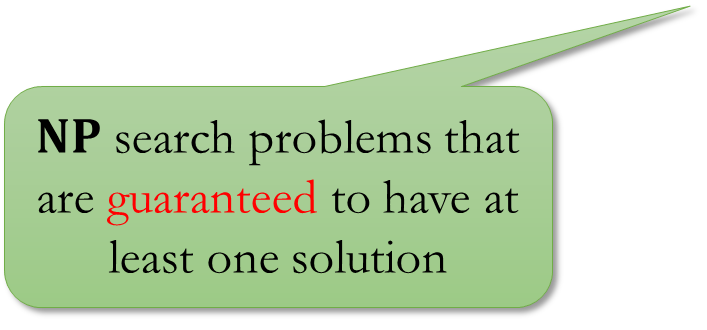 NP search problems that
are guaranteed to have at
least one solution